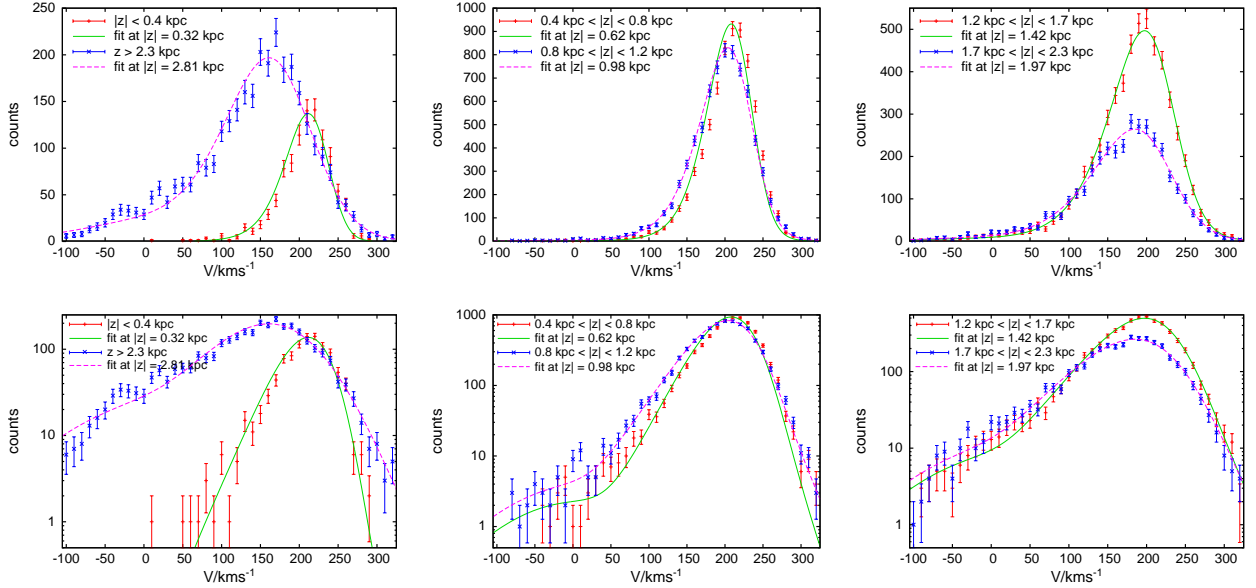 250
200
150
100
50
0
-100 -50 0 50 100 150 200 250 300
counts
V/kms⁻¹
|z| < 0.4 kpc
fit at |z| = 0.32 kpc
z > 2.3 kpc
fit at |z| = 2.81 kpc
1000
900
800
700
600
500
400
300
200
100
0
-100 -50 0 50 100 150 200 250 300
counts
V/kms⁻¹
0.4 kpc < |z| < 0.8 kpc
fit at |z| = 0.62 kpc
0.8 kpc < |z| < 1.2 kpc
fit at |z| = 0.98 kpc
500
400
300
200
100
0
-100 -50 0 50 100 150 200 250 300
counts
V/kms⁻¹
1.2 kpc < |z| < 1.7 kpc
fit at |z| = 1.42 kpc
1.7 kpc < |z| < 2.3 kpc
fit at |z| = 1.97 kpc
100
10
1
-100 -50 0 50 100 150 200 250 300
counts
V/kms⁻¹
|z| < 0.4 kpc
fit at |z| = 0.32 kpc
z > 2.3 kpc
fit at |z| = 2.81 kpc
1000
100
10
1
-100 -50 0 50 100 150 200 250 300
counts
V/kms⁻¹
0.4 kpc < |z| < 0.8 kpc
fit at |z| = 0.62 kpc
0.8 kpc < |z| < 1.2 kpc
fit at |z| = 0.98 kpc
100
10
1
-100 -50 0 50 100 150 200 250 300
counts
V/kms⁻¹
1.2 kpc < |z| < 1.7 kpc
fit at |z| = 1.42 kpc
1.7 kpc < |z| < 2.3 kpc
fit at |z| = 1.97 kpc